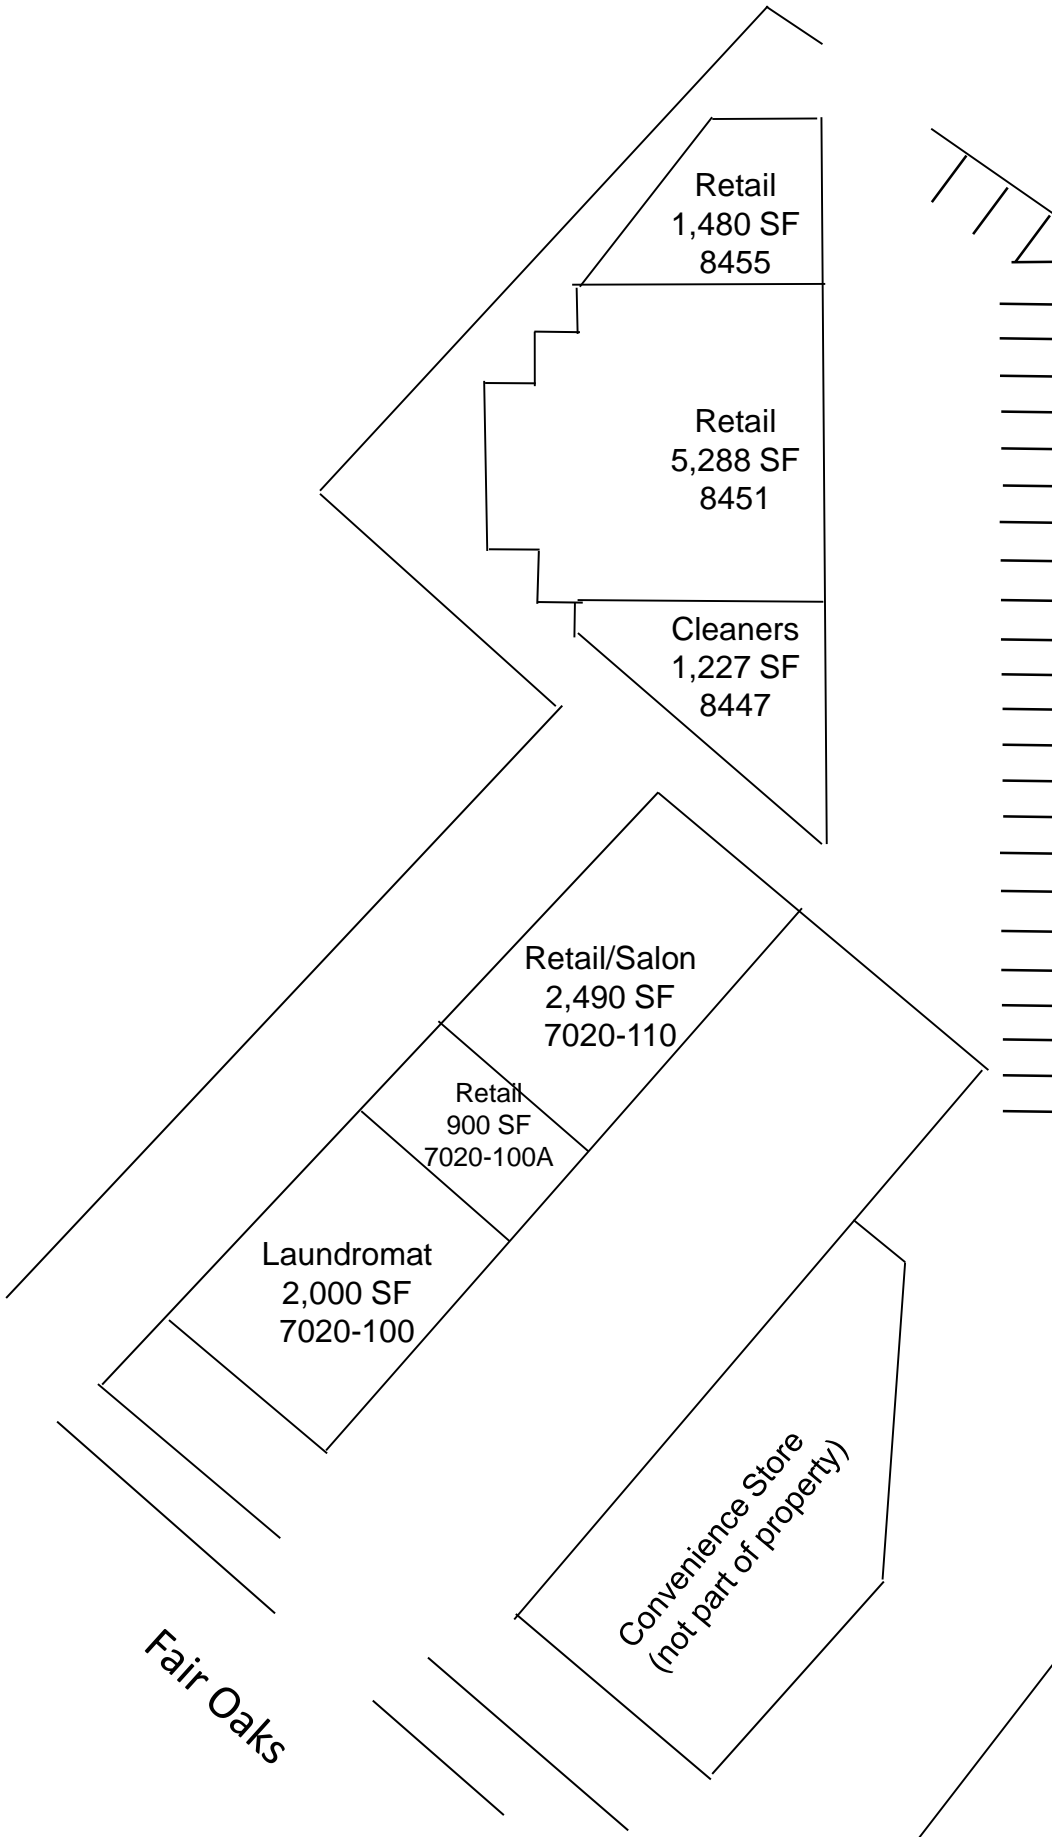 Retail
1,480 SF
8455
Retail
5,288 SF
8451
Cleaners
1,227 SF
8447
Retail/Salon
2,490 SF
7020-110
Retail
900 SF
7020-100A
Laundromat
2,000 SF
7020-100
Convenience Store
(not part of property)
Fair Oaks